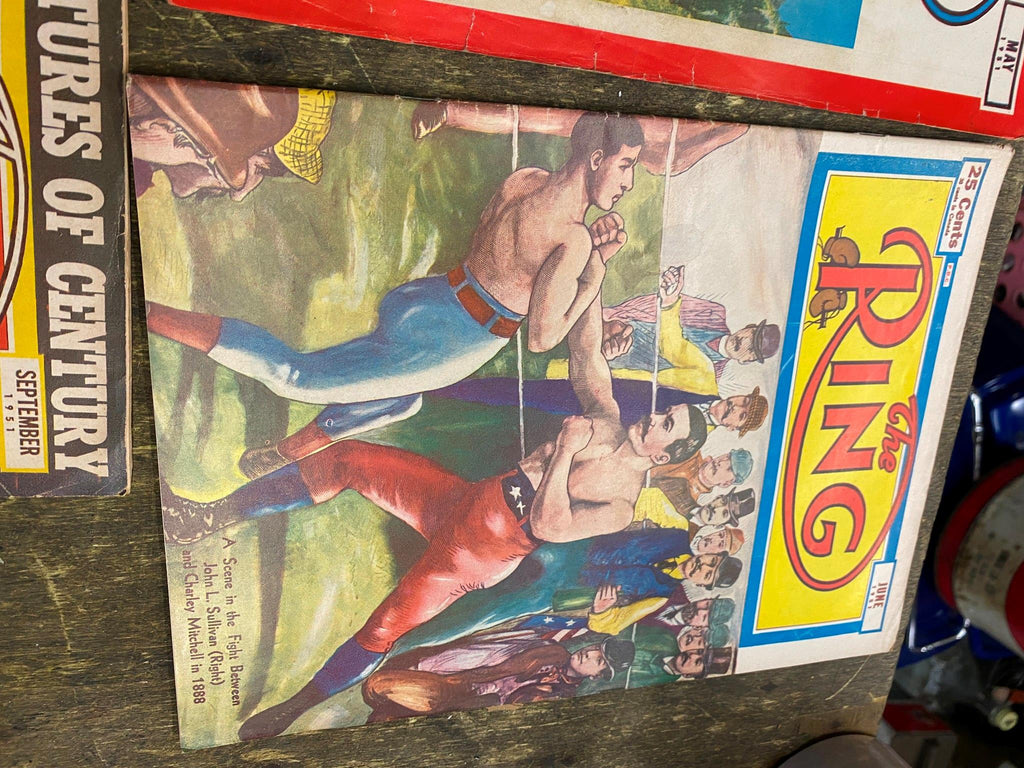 The
RING
25 Cents
JUNE
A Scene in the Fight Between
John L. Sullivan (Right)
and Charley Mitchell in 1888
TURES OF CENTURY
SEPTEMBER
1951
MAY
1951